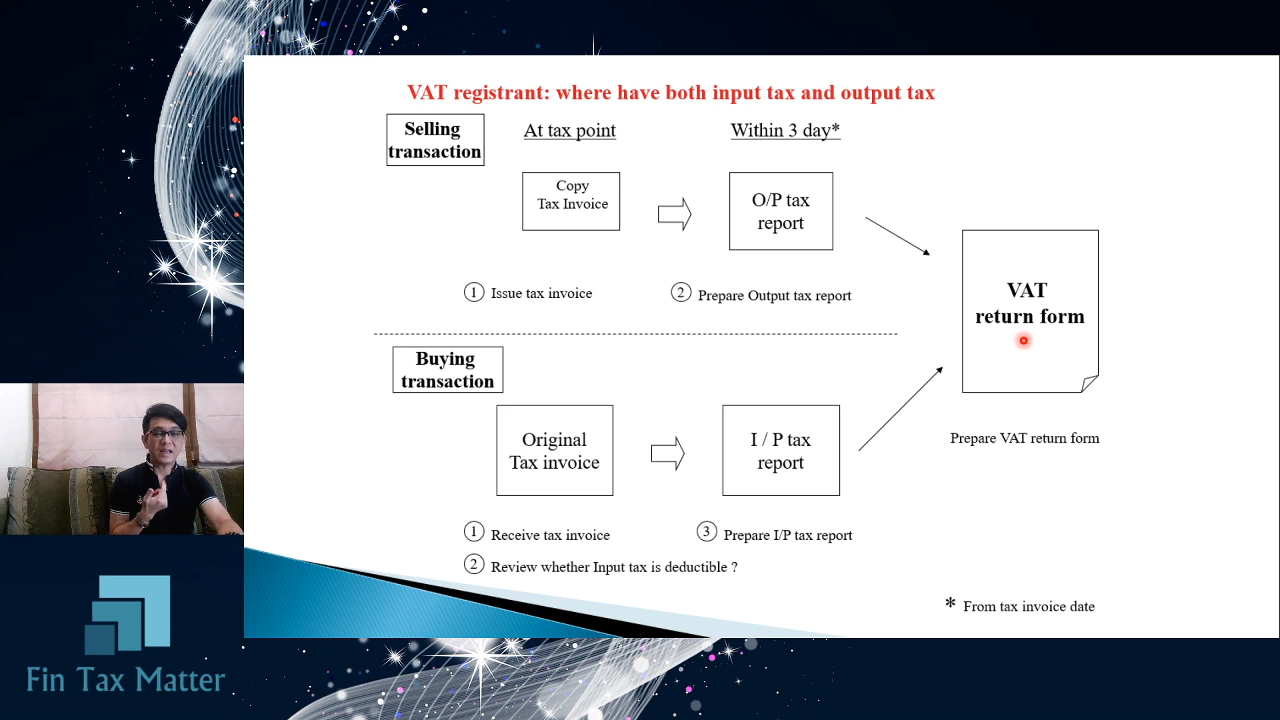 VAT registrant: where have both input tax and output tax
Selling
transaction
At tax point
Within 3 day*
Copy
Tax Invoice
O/P tax
report
① Issue tax invoice
② Prepare Output tax report
VAT
return form
Prepare VAT return form
Buying
transaction
Original
Tax invoice
I / P tax
report
① Receive tax invoice
③ Prepare I/P tax report
② Review whether Input tax is deductible ?
* From tax invoice date
Fin Tax Matter